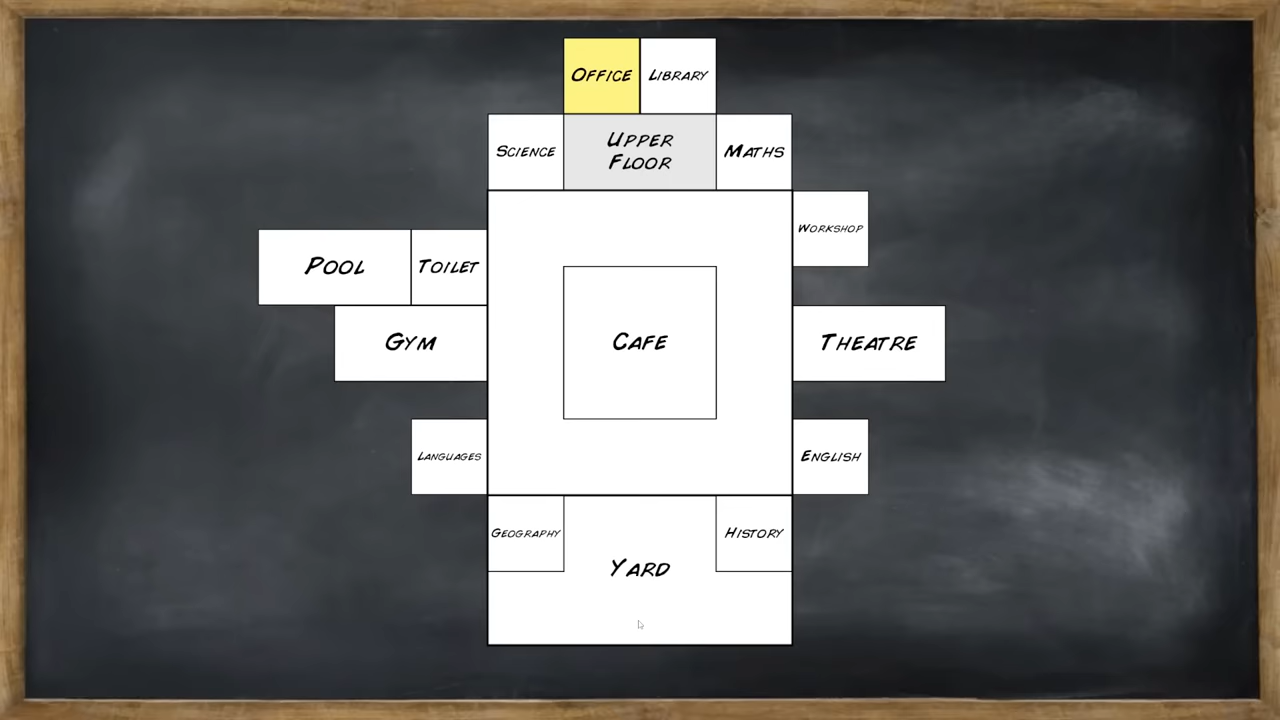 OFFICE
LIBRARY
SCIENCE
UPPER
FLOOR
MATHS
WORKSHOP
POOL
TOILET
GYM
CAFE
THEATRE
LANGUAGES
ENGLISH
GEOGRAPHY
HISTORY
YARD